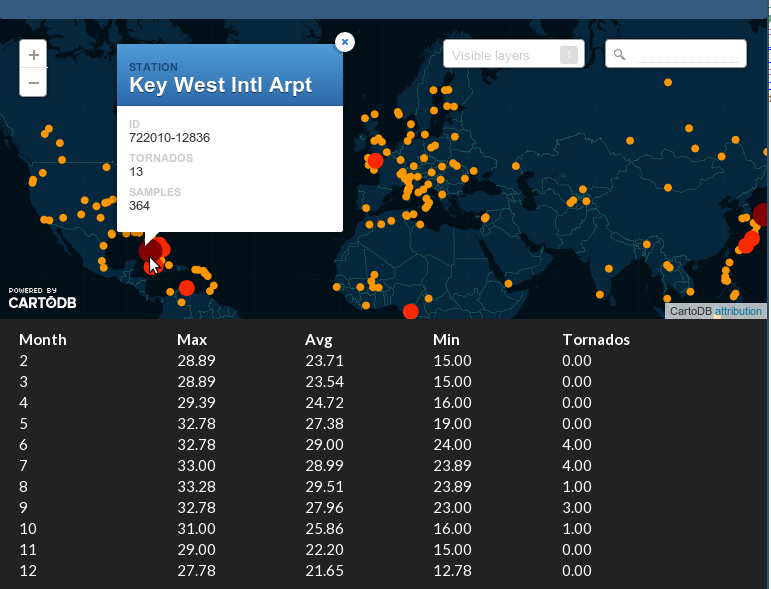 +
−
STATION
Key West Intl Arpt
×
ID
722010-12836
TORNADOS
13
SAMPLES
364
Visible layers 1
POWERED BY
CARTODB
CartoDB attribution
Month Max Avg Min Tornados
2 28.89 23.71 15.00 0.00
3 28.89 23.54 15.00 0.00
4 29.39 24.72 16.00 0.00
5 32.78 27.38 19.00 0.00
6 32.78 29.00 24.00 4.00
7 33.00 28.99 23.89 4.00
8 33.28 29.51 23.89 1.00
9 32.78 27.96 23.00 3.00
10 31.00 25.86 16.00 1.00
11 29.00 22.20 15.00 0.00
12 27.78 21.65 12.78 0.00